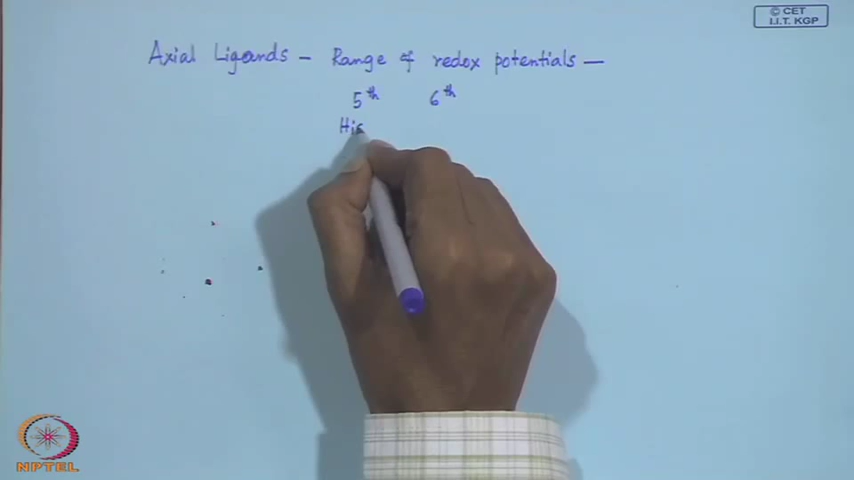 © CET
I.I.T. KGP
Axial Ligands – Range of redox potentials –
5th 6th
His
NPTEL